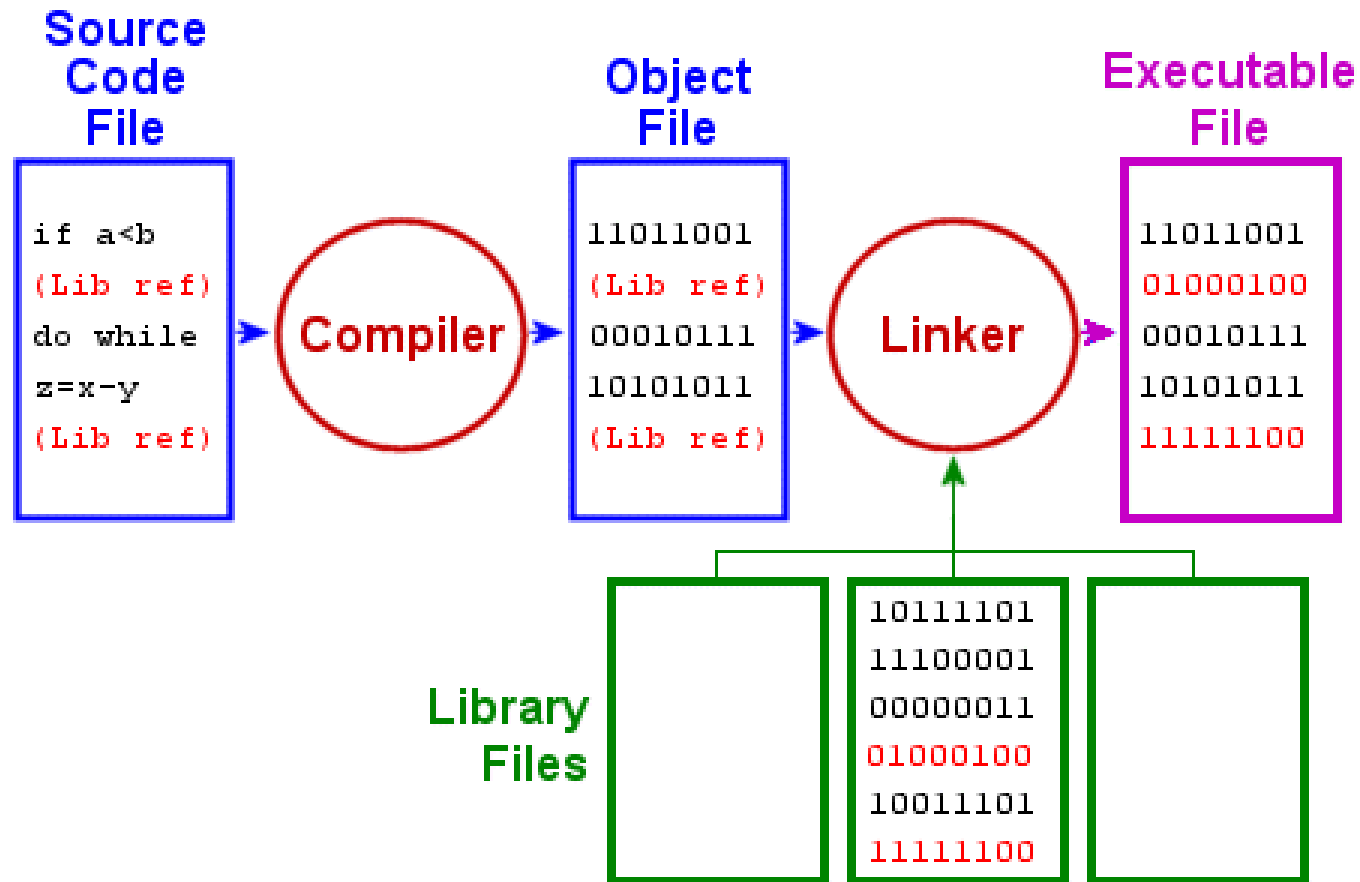 Source
Code
File
if a<b
(Lib ref)
do while
z=x-y
(Lib ref)
Compiler
Object
File
11011001
(Lib ref)
00010111
10101011
(Lib ref)
Linker
Executable
File
11011001
01000100
00010111
10101011
11111100
Library
Files
10111101
11100001
00000011
01000100
10011101
11111100